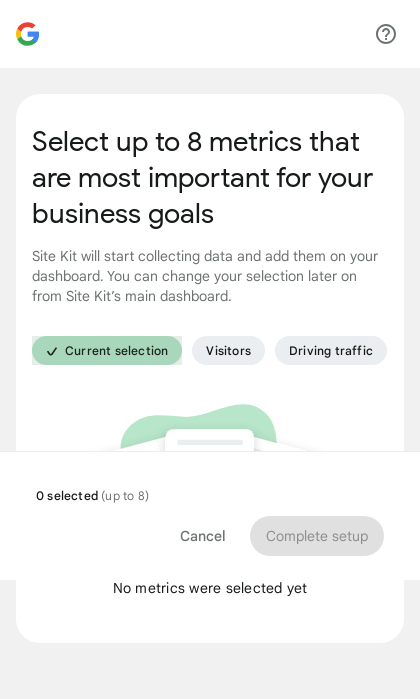 Select up to 8 metrics that
are most important for your
business goals
Site Kit will start collecting data and add them on your
dashboard. You can change your selection later on
from Site Kit’s main dashboard.
Current selection
Visitors
Driving traffic
0 selected (up to 8)
Cancel
Complete setup
No metrics were selected yet